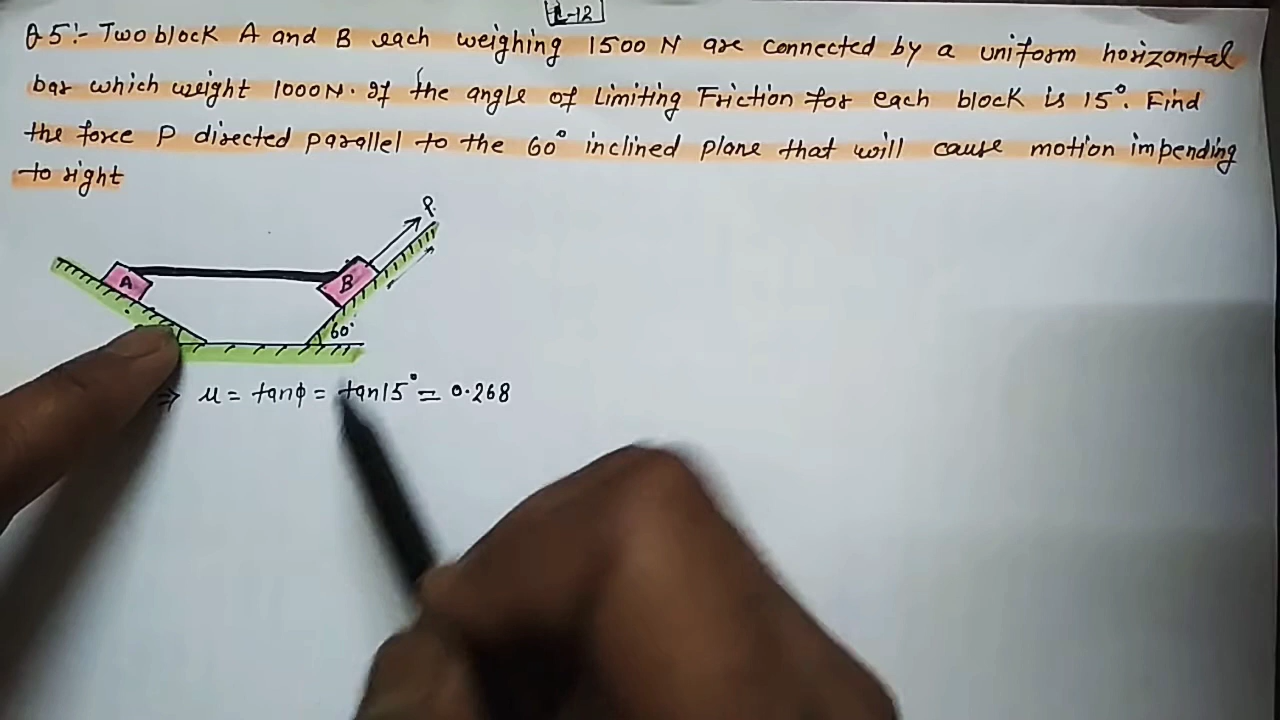 L-12
Q 5:- Two block A and B each weighing 1500 N are connected by a uniform horizontal
bar which weight 1000N. If the angle of Limiting Friction for each block is 15°. Find
the force P directed parallel to the 60° inclined plane that will cause motion impending
to right
P.
A
B
60°
⇒ μ = tanϕ = tan15° = 0.268